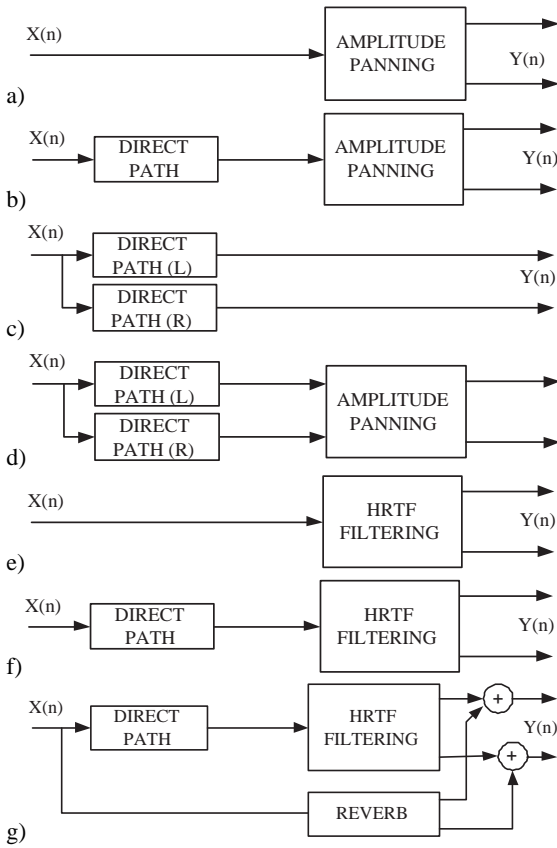 X(n)
AMPLITUDE
PANNING
Y(n)
a)
X(n)
DIRECT
PATH
AMPLITUDE
PANNING
Y(n)
b)
X(n)
DIRECT
PATH (L)
Y(n)
DIRECT
PATH (R)
c)
X(n)
DIRECT
PATH (L)
DIRECT
PATH (R)
AMPLITUDE
PANNING
d)
X(n)
HRTF
FILTERING
Y(n)
e)
X(n)
DIRECT
PATH
HRTF
FILTERING
Y(n)
f)
X(n)
DIRECT
PATH
HRTF
FILTERING
+
Y(n)
+
REVERB
g)